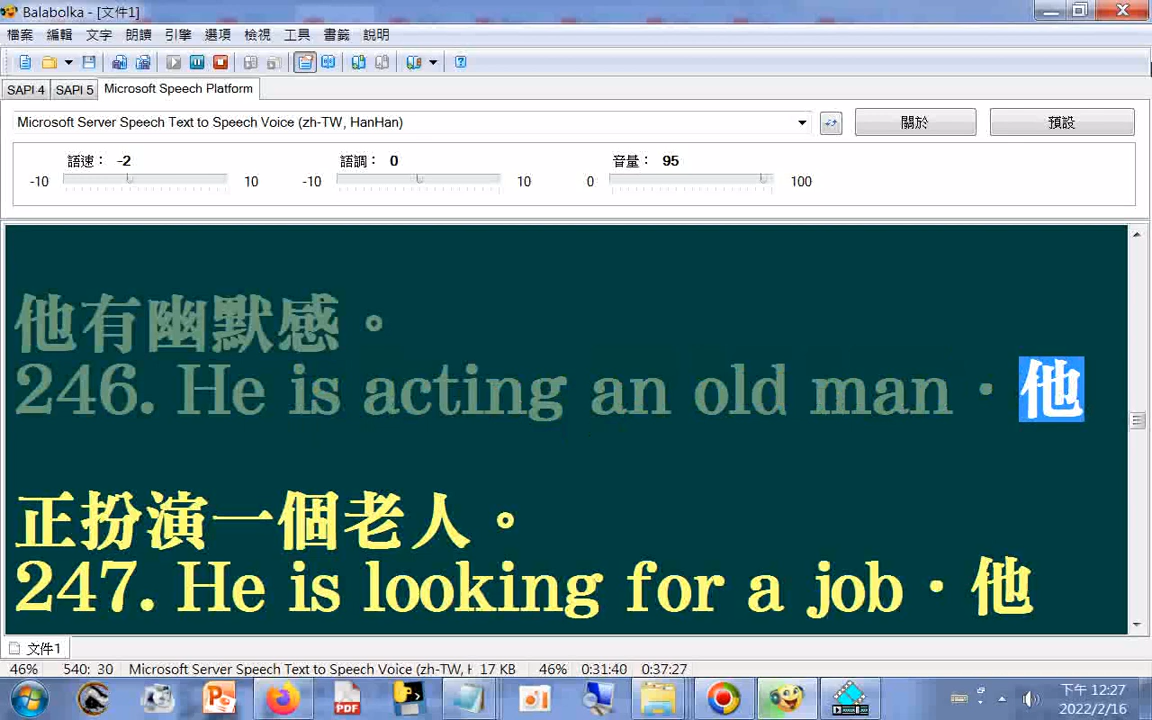 Balabolka - [文件1]
檔案 編輯 文字 朗讀 引擎 選項 檢視 工具 書籤 說明
SAPI 4 SAPI 5 Microsoft Speech Platform
Microsoft Server Speech Text to Speech Voice (zh-TW, HanHan) 關於 預設
語速： -2 語調： 0 音量： 95
-10 10 -10 10 0 100
他有幽默感。
246. He is acting an old man．他
正扮演一個老人。
247. He is looking for a job．他
文件1
46% 540: 30 Microsoft Server Speech Text to Speech Voice (zh-TW, H 17 KB 46% 0:31:40 0:37:27
PDF
下午 12:27
2022/2/16